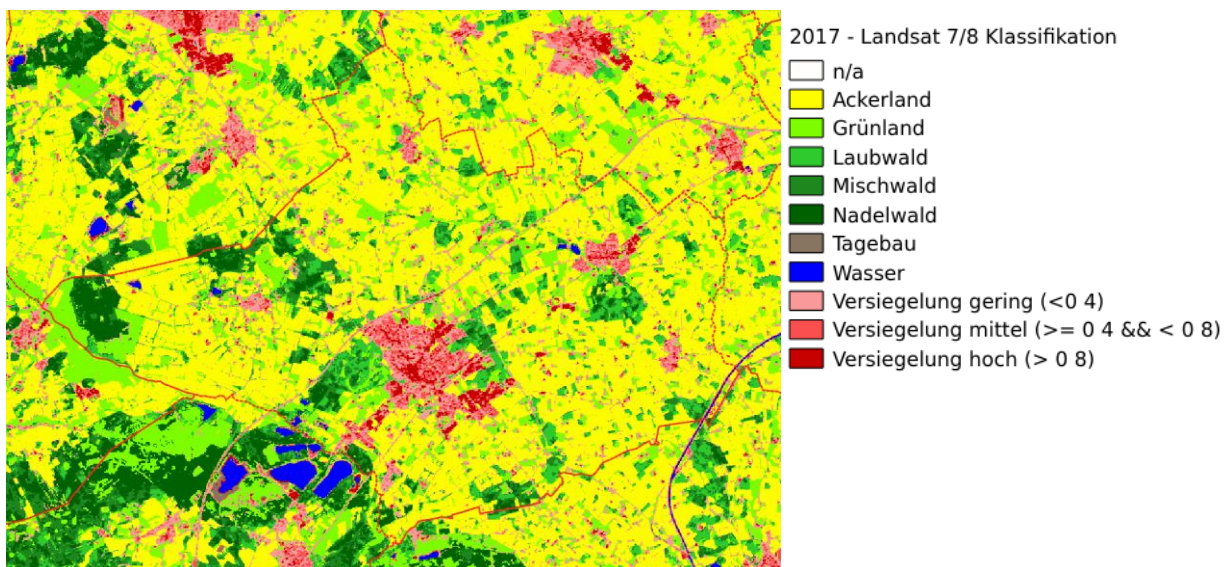 2017 - Landsat 7/8 Klassifikation
n/a
Ackerland
Grünland
Laubwald
Mischwald
Nadelwald
Tagebau
Wasser
Versiegelung gering (<0 4)
Versiegelung mittel (>= 0 4 && < 0 8)
Versiegelung hoch (> 0 8)